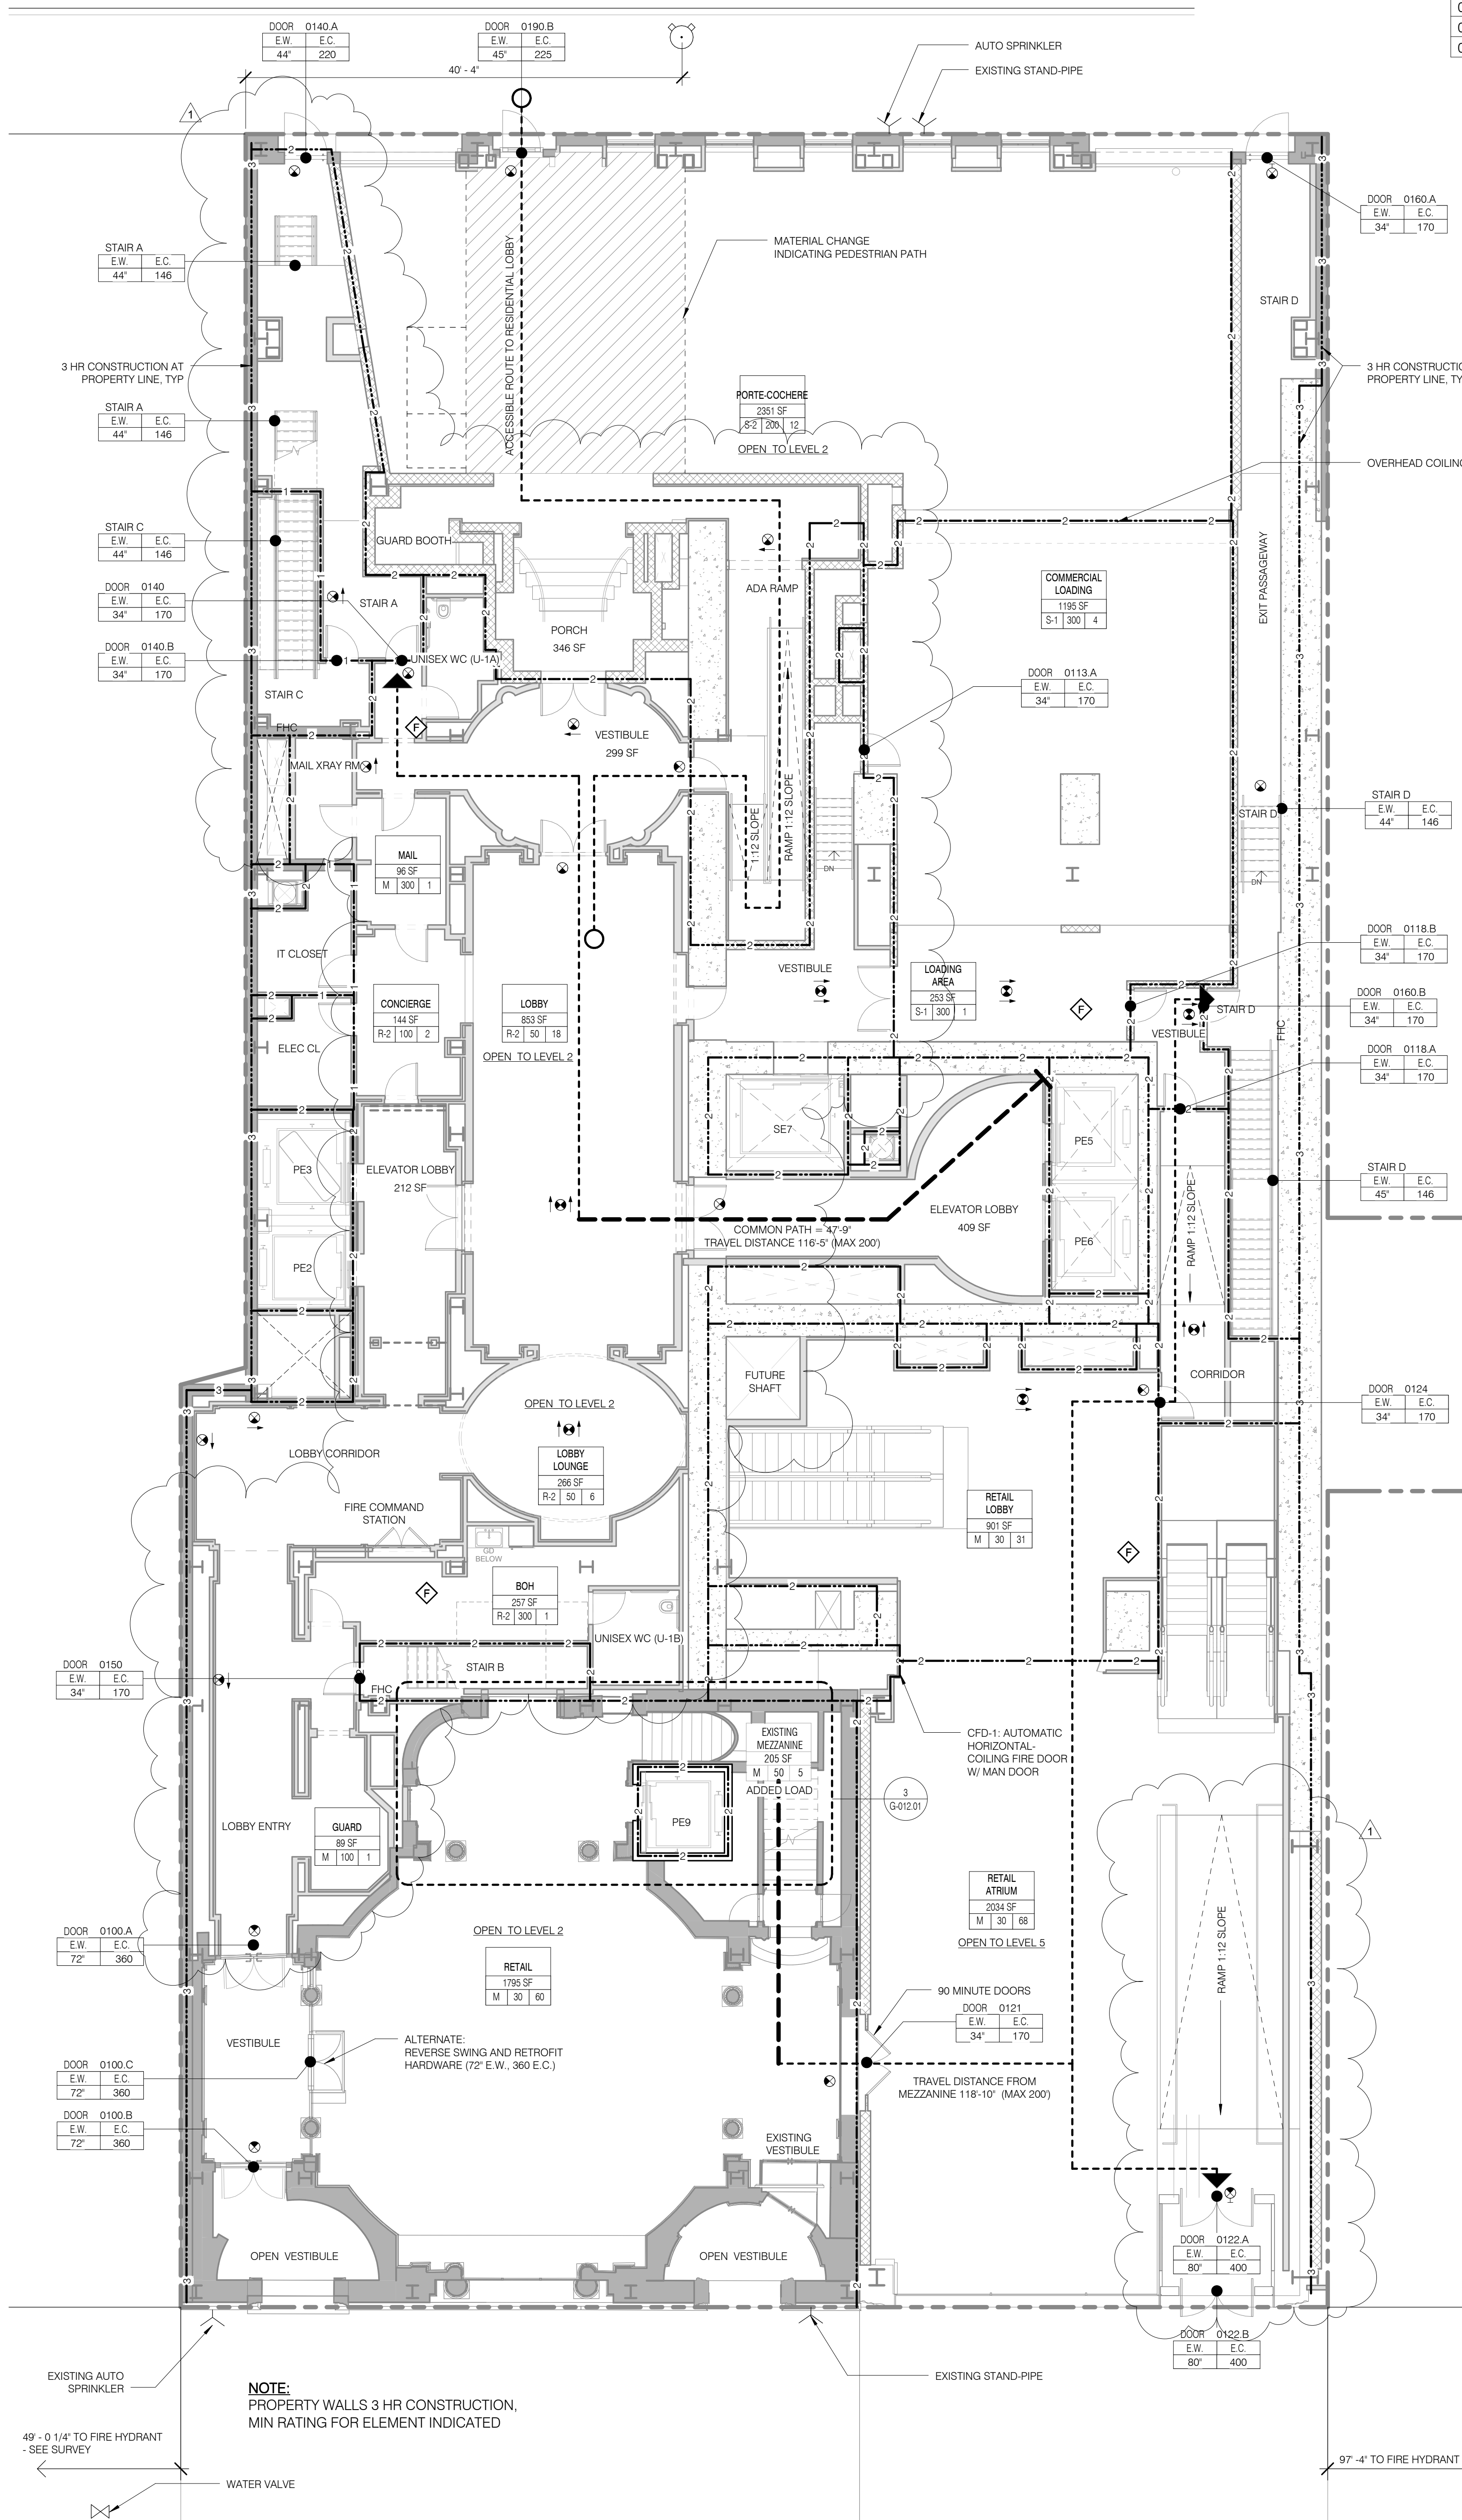 DOOR 0140.A
E.W. E.C.
44" 220
DOOR 0190.B
E.W. E.C.
45" 225
40' - 4"
AUTO SPRINKLER
EXISTING STAND-PIPE
1
DOOR 0160.A
E.W. E.C.
34" 170
STAIR A
E.W. E.C.
44" 146
ACCESSIBLE ROUTE TO RESIDENTIAL LOBBY
MATERIAL CHANGE
INDICATING PEDESTRIAN PATH
STAIR D
3 HR CONSTRUCTION AT
PROPERTY LINE, TYP
PORTE-COCHERE
2351 SF
S-2 200 12
OPEN TO LEVEL 2
3 HR CONSTRUCTIO
PROPERTY LINE, TY
STAIR A
E.W. E.C.
44" 146
OVERHEAD COILING
STAIR C
E.W. E.C.
44" 146
GUARD BOOTH
EXIT PASSAGEWAY
DOOR 0140
E.W. E.C.
34" 170
STAIR A
ADA RAMP
COMMERCIAL
LOADING
1195 SF
S-1 300 4
PORCH
346 SF
DOOR 0140.B
E.W. E.C.
34" 170
UNISEX WC (U-1A)
DOOR 0113.A
E.W. E.C.
34" 170
STAIR C
FHC
F
VESTIBULE
299 SF
MAIL XRAY RM
1:12 SLOPE
RAMP 1:12 SLOPE
STAIR D
E.W. E.C.
44" 146
STAIR D
MAIL
96 SF
M 300 1
DN
DN
DOOR 0118.B
E.W. E.C.
34" 170
IT CLOSET
VESTIBULE
LOADING
AREA
253 SF
S-1 300 1
CONCIERGE
144 SF
R-2 100 2
LOBBY
853 SF
R-2 50 18
OPEN TO LEVEL 2
F
STAIR D
VESTIBULE
FHC
DOOR 0160.B
E.W. E.C.
34" 170
ELEC CL
DOOR 0118.A
E.W. E.C.
34" 170
SE7
PE5
PE3
ELEVATOR LOBBY
212 SF
STAIR D
E.W. E.C.
45" 146
ELEVATOR LOBBY
409 SF
RAMP 1:12 SLOPE
COMMON PATH = 47'-9"
TRAVEL DISTANCE 116'-5" (MAX 200')
PE6
PE2
FUTURE
SHAFT
CORRIDOR
DOOR 0124
E.W. E.C.
34" 170
OPEN TO LEVEL 2
LOBBY CORRIDOR
LOBBY
LOUNGE
266 SF
R-2 50 6
RETAIL
LOBBY
901 SF
M 30 31
FIRE COMMAND
STATION
GD
BELOW
F
F
BOH
257 SF
R-2 300 1
UNISEX WC (U-1B)
STAIR B
DOOR 0150
E.W. E.C.
34" 170
FHC
EXISTING
MEZZANINE
205 SF
M 50 5
ADDED LOAD
CFD-1: AUTOMATIC
HORIZONTAL-
COILING FIRE DOOR
W/ MAN DOOR
3
G-012.01
PE9
LOBBY ENTRY
GUARD
89 SF
M 100 1
1
RETAIL
ATRIUM
2034 SF
M 30 68
OPEN TO LEVEL 5
DOOR 0100.A
E.W. E.C.
72" 360
OPEN TO LEVEL 2
RETAIL
1795 SF
M 30 60
RAMP 1:12 SLOPE
90 MINUTE DOORS
DOOR 0121
E.W. E.C.
34" 170
VESTIBULE
ALTERNATE:
REVERSE SWING AND RETROFIT
HARDWARE (72" E.W., 360 E.C.)
DOOR 0100.C
E.W. E.C.
72" 360
TRAVEL DISTANCE FROM
MEZZANINE 118'-10" (MAX 200')
DOOR 0100.B
E.W. E.C.
72" 360
EXISTING
VESTIBULE
OPEN VESTIBULE
OPEN VESTIBULE
DOOR 0122.A
E.W. E.C.
80" 400
DOOR 0122.B
E.W. E.C.
80" 400
EXISTING AUTO
SPRINKLER
EXISTING STAND-PIPE
NOTE:
PROPERTY WALLS 3 HR CONSTRUCTION,
MIN RATING FOR ELEMENT INDICATED
49' - 0 1/4" TO FIRE HYDRANT
- SEE SURVEY
97' -4" TO FIRE HYDRANT
WATER VALVE